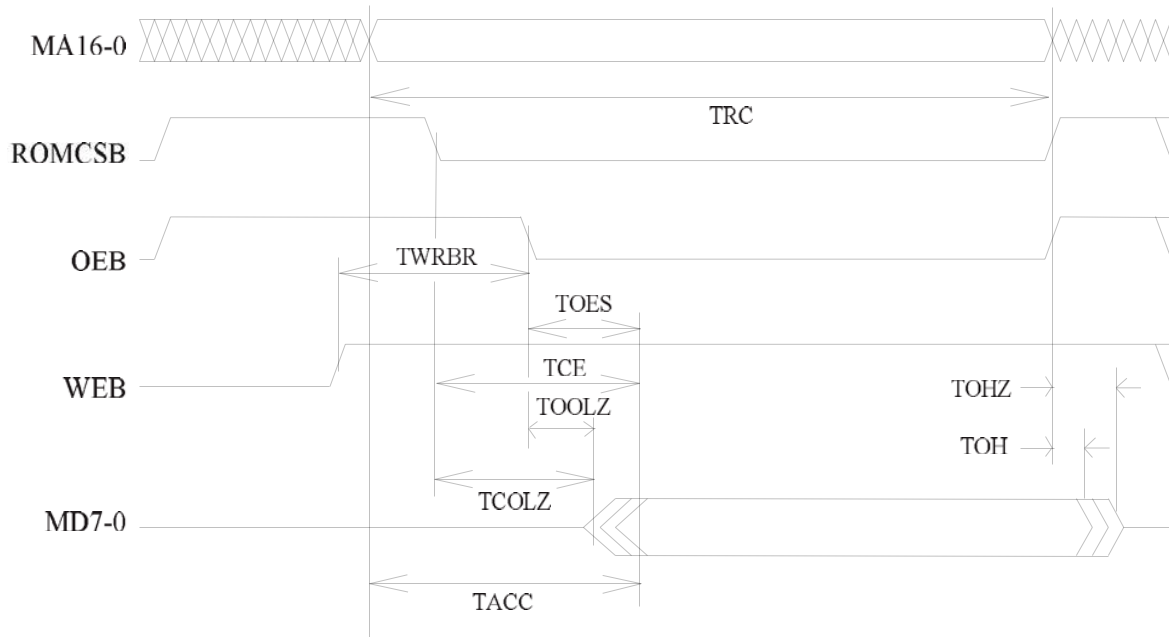 MA16-0
TRC
ROMCSB
OEB
TWRBR
TOES
WEB
TCE
TOHZ
TOOLZ
TOH
TCOLZ
MD7-0
TACC